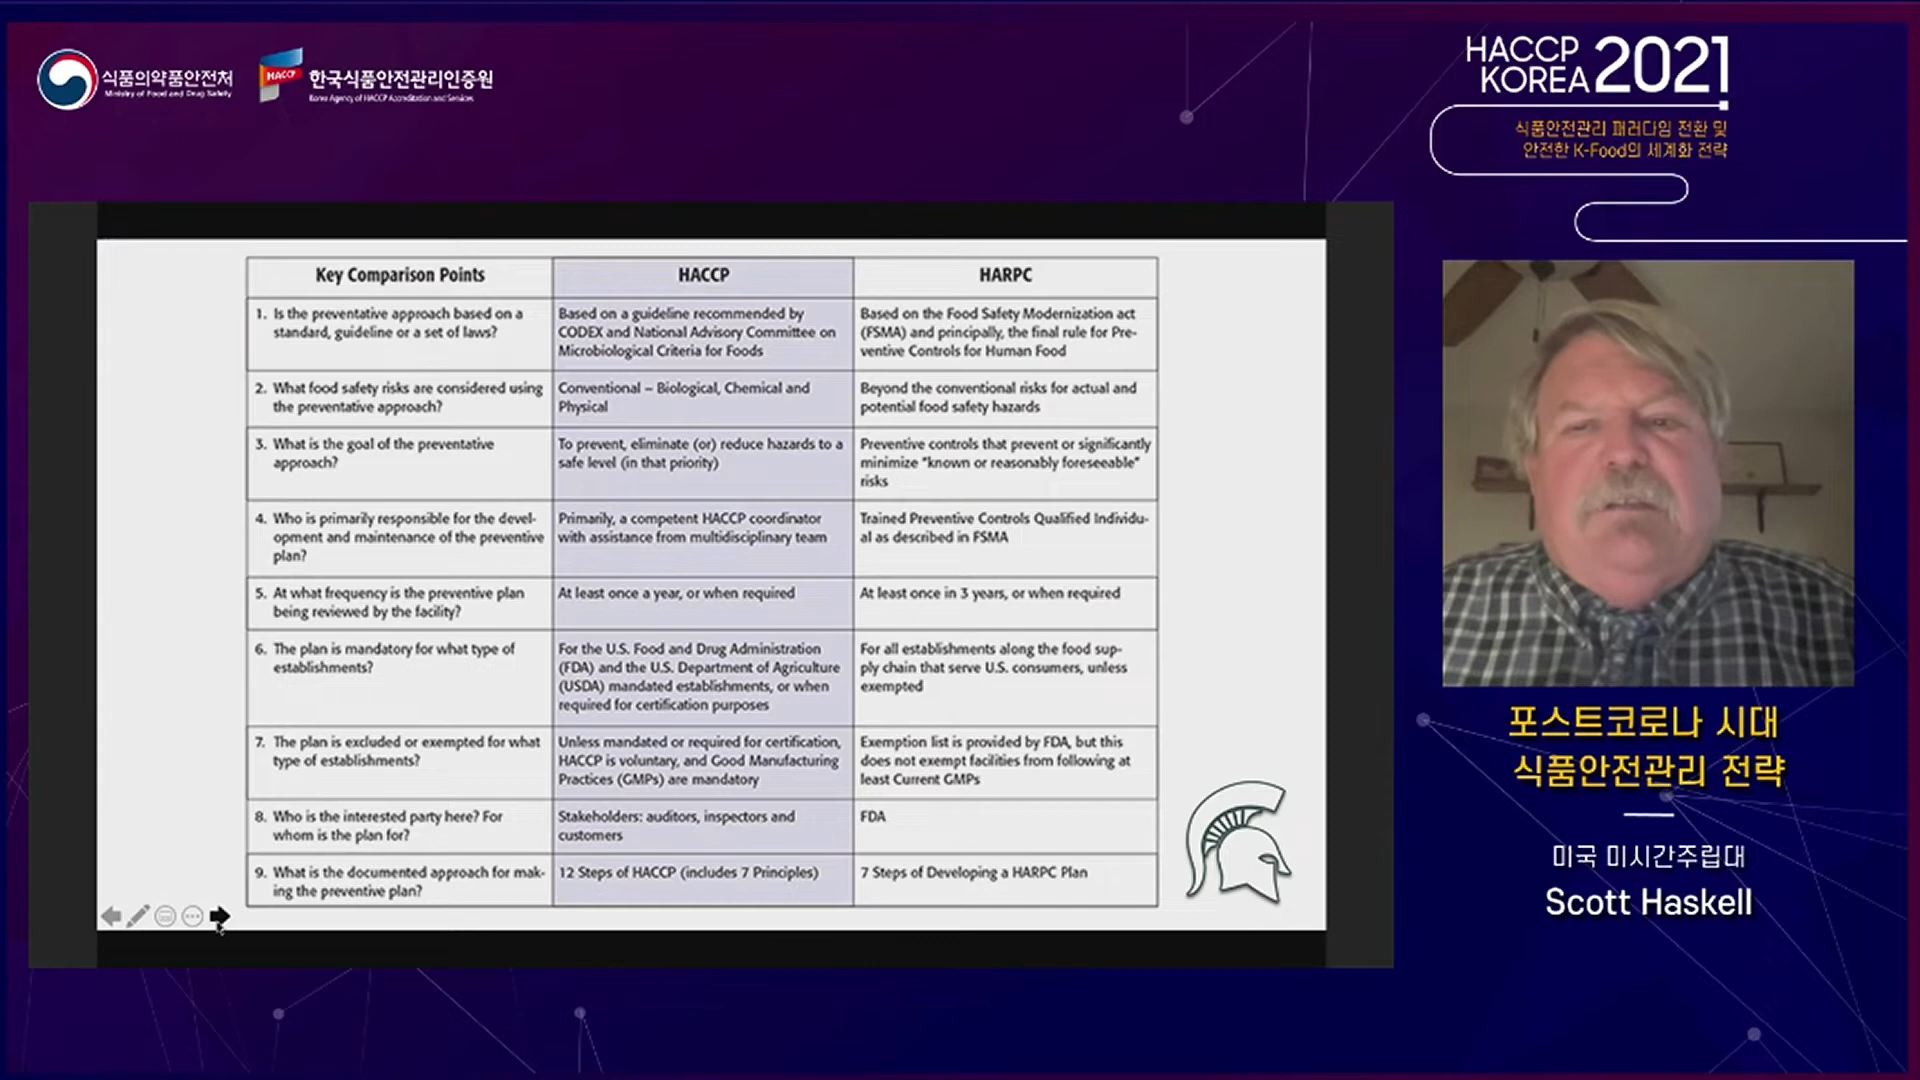 식품의약품안전처
Ministry of Food and Drug Safety
HACCP
한국식품안전관리인증원
Korea Agency of HACCP Accreditation and Services
HACCP
KOREA 2021
식품안전관리 패러다임 전환 및
안전한 K-Food의 세계화 전략
Key Comparison Points
HACCP
HARPC
1. Is the preventative approach based on a
standard, guideline or a set of laws?
Based on a guideline recommended by
CODEX and National Advisory Committee on
Microbiological Criteria for Foods
Based on the Food Safety Modernization act
(FSMA) and principally, the final rule for Pre-
ventive Controls for Human Food
2. What food safety risks are considered using
the preventative approach?
Conventional – Biological, Chemical and
Physical
Beyond the conventional risks for actual and
potential food safety hazards
3. What is the goal of the preventative
approach?
To prevent, eliminate (or) reduce hazards to a
safe level (in that priority)
Preventive controls that prevent or significantly
minimize "known or reasonably foreseeable"
risks
4. Who is primarily responsible for the devel-
opment and maintenance of the preventive
plan?
Primarily, a competent HACCP coordinator
with assistance from multidisciplinary team
Trained Preventive Controls Qualified Individu-
al as described in FSMA
5. At what frequency is the preventive plan
being reviewed by the facility?
At least once a year, or when required
At least once in 3 years, or when required
6. The plan is mandatory for what type of
establishments?
For the U.S. Food and Drug Administration
(FDA) and the U.S. Department of Agriculture
(USDA) mandated establishments, or when
required for certification purposes
For all establishments along the food sup-
ply chain that serve U.S. consumers, unless
exempted
7. The plan is excluded or exempted for what
type of establishments?
Unless mandated or required for certification,
HACCP is voluntary, and Good Manufacturing
Practices (GMPs) are mandatory
Exemption list is provided by FDA, but this
does not exempt facilities from following at
least Current GMPs
8. Who is the interested party here? For
whom is the plan for?
Stakeholders: auditors, inspectors and
customers
FDA
9. What is the documented approach for mak-
ing the preventive plan?
12 Steps of HACCP (includes 7 Principles)
7 Steps of Developing a HARPC Plan
포스트코로나 시대
식품안전관리 전략
미국 미시간주립대
Scott Haskell